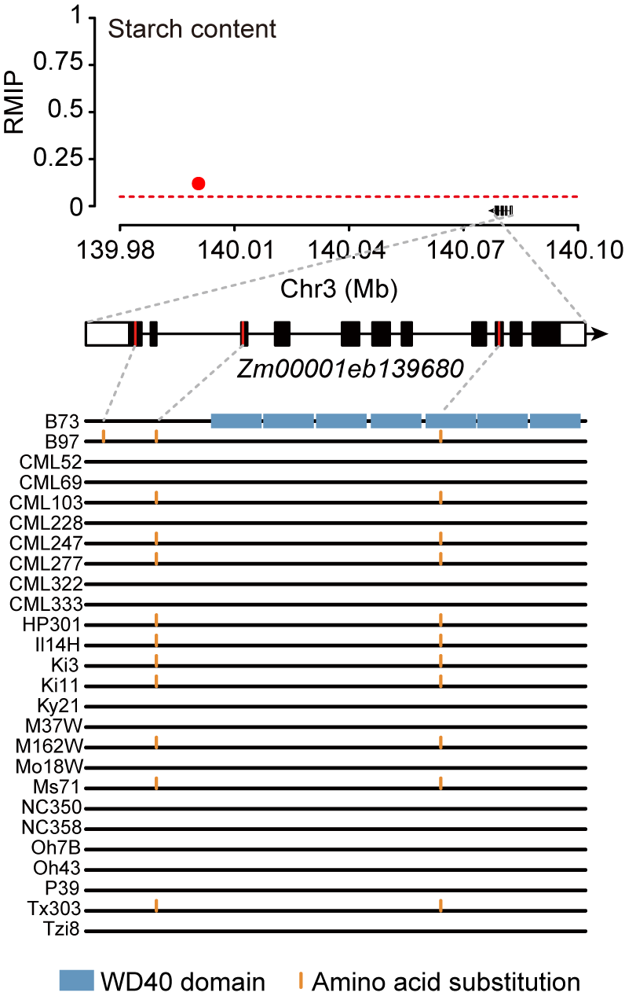 1
Starch content
0.75
RMIP
0.5
0.25
0
139.98 140.01 140.04 140.07 140.10
Chr3 (Mb)
Zm00001eb139680
B73
B97
CML52
CML69
CML103
CML228
CML247
CML277
CML322
CML333
HP301
Il14H
Ki3
Ki11
Ky21
M37W
M162W
Mo18W
Ms71
NC350
NC358
Oh7B
Oh43
P39
Tx303
Tzi8
WD40 domain Amino acid substitution